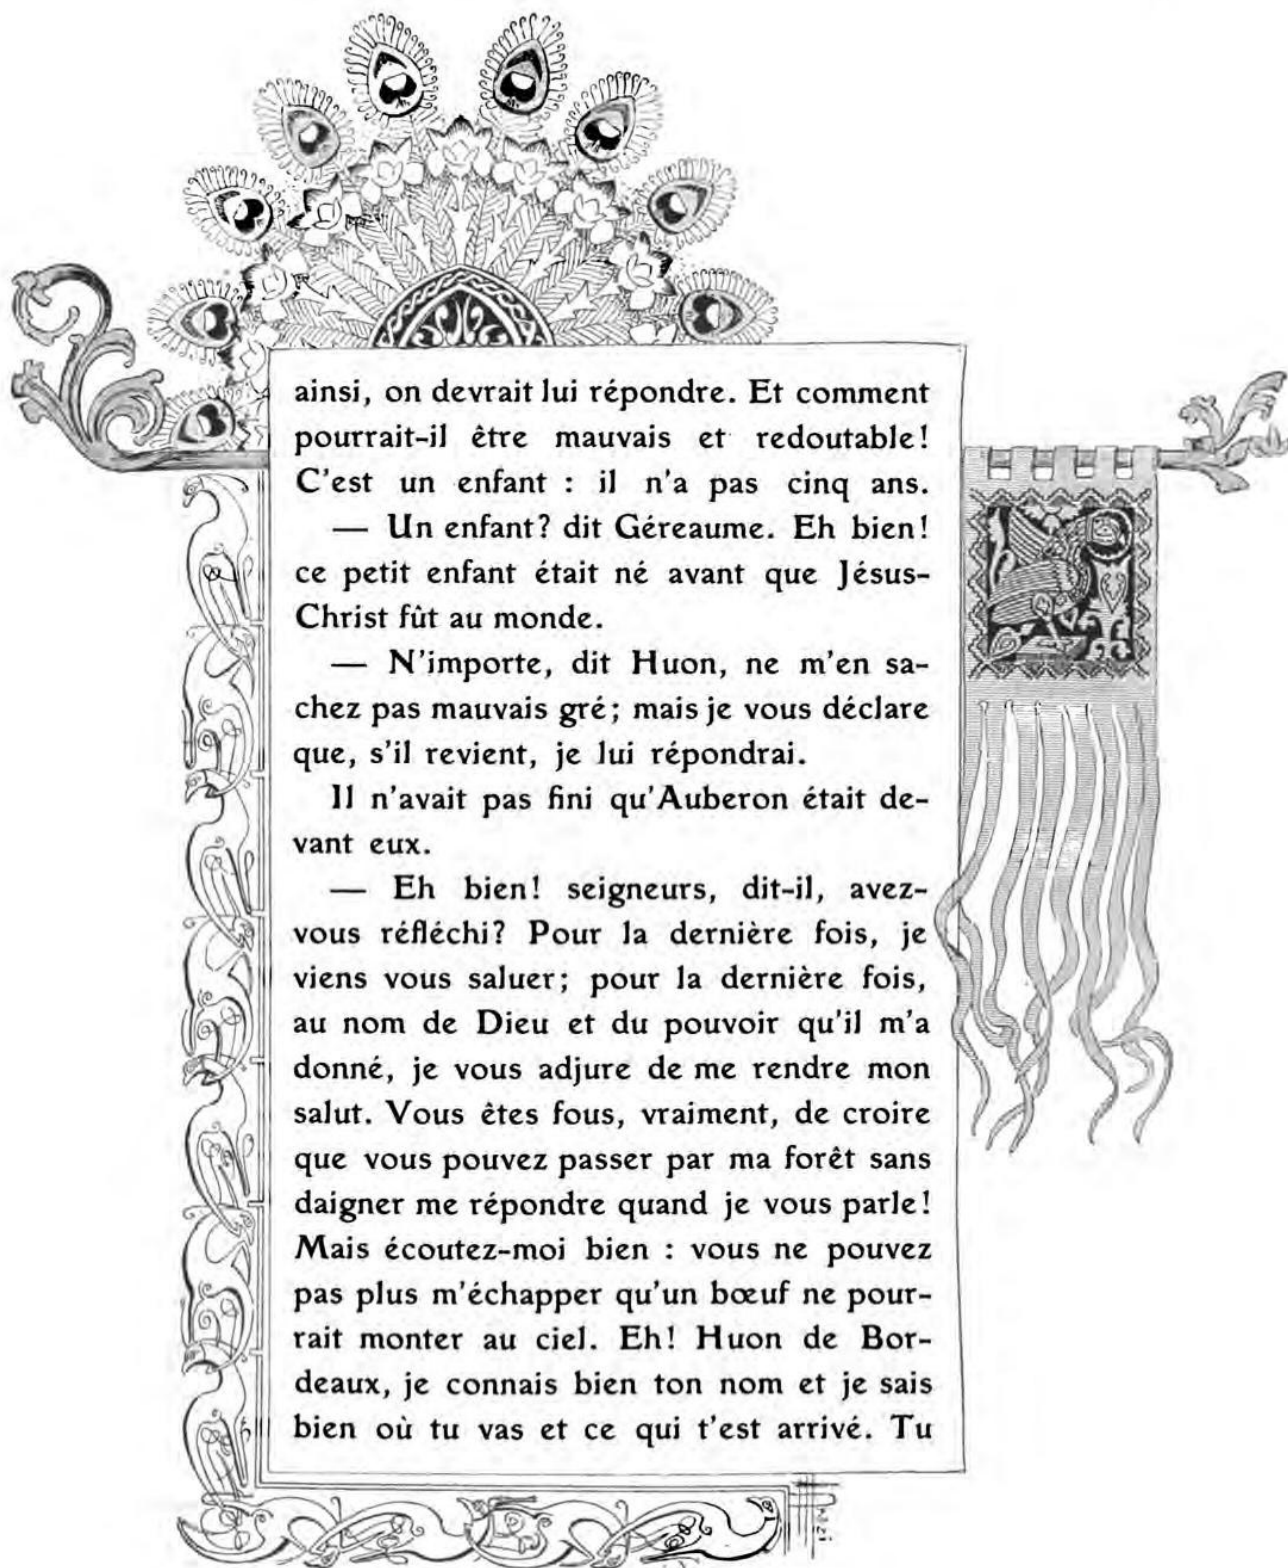 ainsi, on devrait lui répondre. Et comment
pourrait-il être mauvais et redoutable!
C'est un enfant : il n'a pas cinq ans.
— Un enfant? dit Géreaume. Eh bien!
ce petit enfant était né avant que Jésus-
Christ fût au monde.
— N'importe, dit Huon, ne m'en sa-
chez pas mauvais gré; mais je vous déclare
que, s'il revient, je lui répondrai.
Il n'avait pas fini qu'Auberon était de-
vant eux.
— Eh bien! seigneurs, dit-il, avez-
vous réfléchi? Pour la dernière fois, je
viens vous saluer; pour la dernière fois,
au nom de Dieu et du pouvoir qu'il m'a
donné, je vous adjure de me rendre mon
salut. Vous êtes fous, vraiment, de croire
que vous pouvez passer par ma forêt sans
daigner me répondre quand je vous parle!
Mais écoutez-moi bien : vous ne pouvez
pas plus m'échapper qu'un bœuf ne pour-
rait monter au ciel. Eh! Huon de Bor-
deaux, je connais bien ton nom et je sais
bien où tu vas et ce qui t'est arrivé. Tu